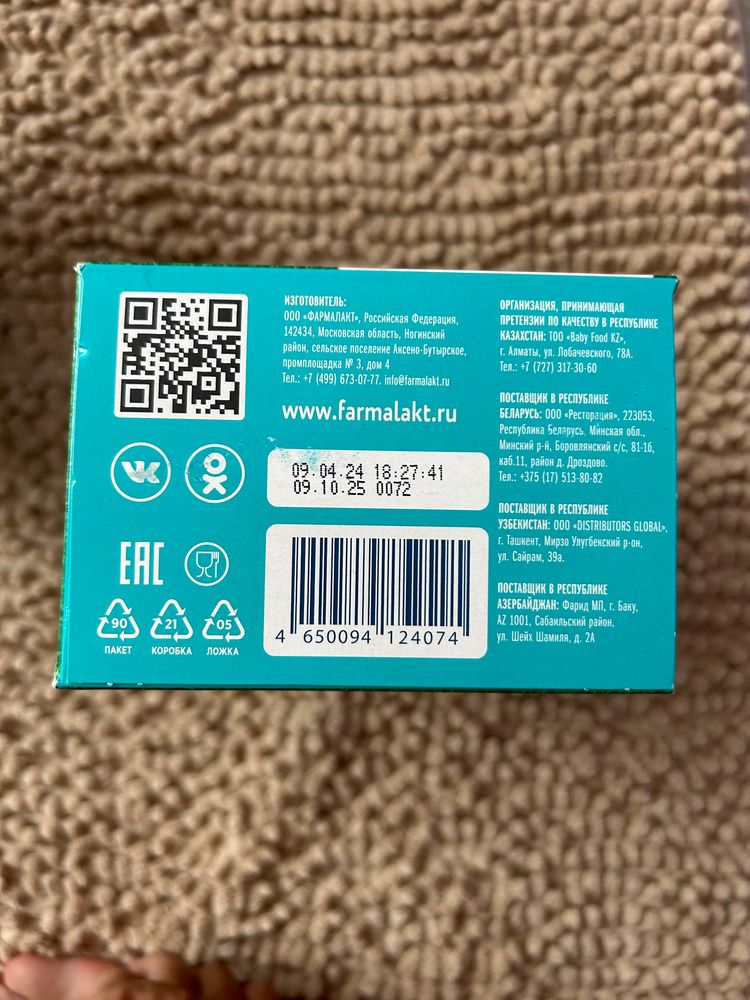 ИЗГОТОВИТЕЛЬ:
ООО «ФАРМАЛАКТ», Российская Федерация,
142434, Московская область, Ногинский
район, сельское поселение Аксено-Бутырское,
промплощадка № 3, дом 4
Тел.: +7 (499) 673-07-77. info@farmalakt.ru
www.farmalakt.ru
09.04.24 18:27:41
09.10.25 0072
4 650094 124074
EAC
90
ПАКЕТ
21
КОРОБКА
05
ЛОЖКА
ОРГАНИЗАЦИЯ, ПРИНИМАЮЩАЯ
ПРЕТЕНЗИИ ПО КАЧЕСТВУ В РЕСПУБЛИКЕ
КАЗАХСТАН: ТОО «Baby Food KZ»,
г. Алматы, ул. Лобачевского, 78А.
Тел.: +7 (727) 317-30-60
ПОСТАВЩИК В РЕСПУБЛИКЕ
БЕЛАРУСЬ: ООО «Ресторация», 223053,
Республика Беларусь. Минская обл.,
Минский р-й, Боровлянский с/с, 81-1б,
каб.11, район д. Дроздово.
Тел.: +375 (17) 513-80-82
ПОСТАВЩИК В РЕСПУБЛИКЕ
УЗБЕКИСТАН: ООО «DISTRIBUTORS GLOBAL»,
г. Ташкент, Мирзо Улугбекский р-он,
ул. Сайрам, 39а.
ПОСТАВЩИК В РЕСПУБЛИКЕ
АЗЕРБАЙДЖАН: Фарид МП, г. Баку,
AZ 1001, Сабаильский район,
ул. Шейх Шамиля, д. 2А